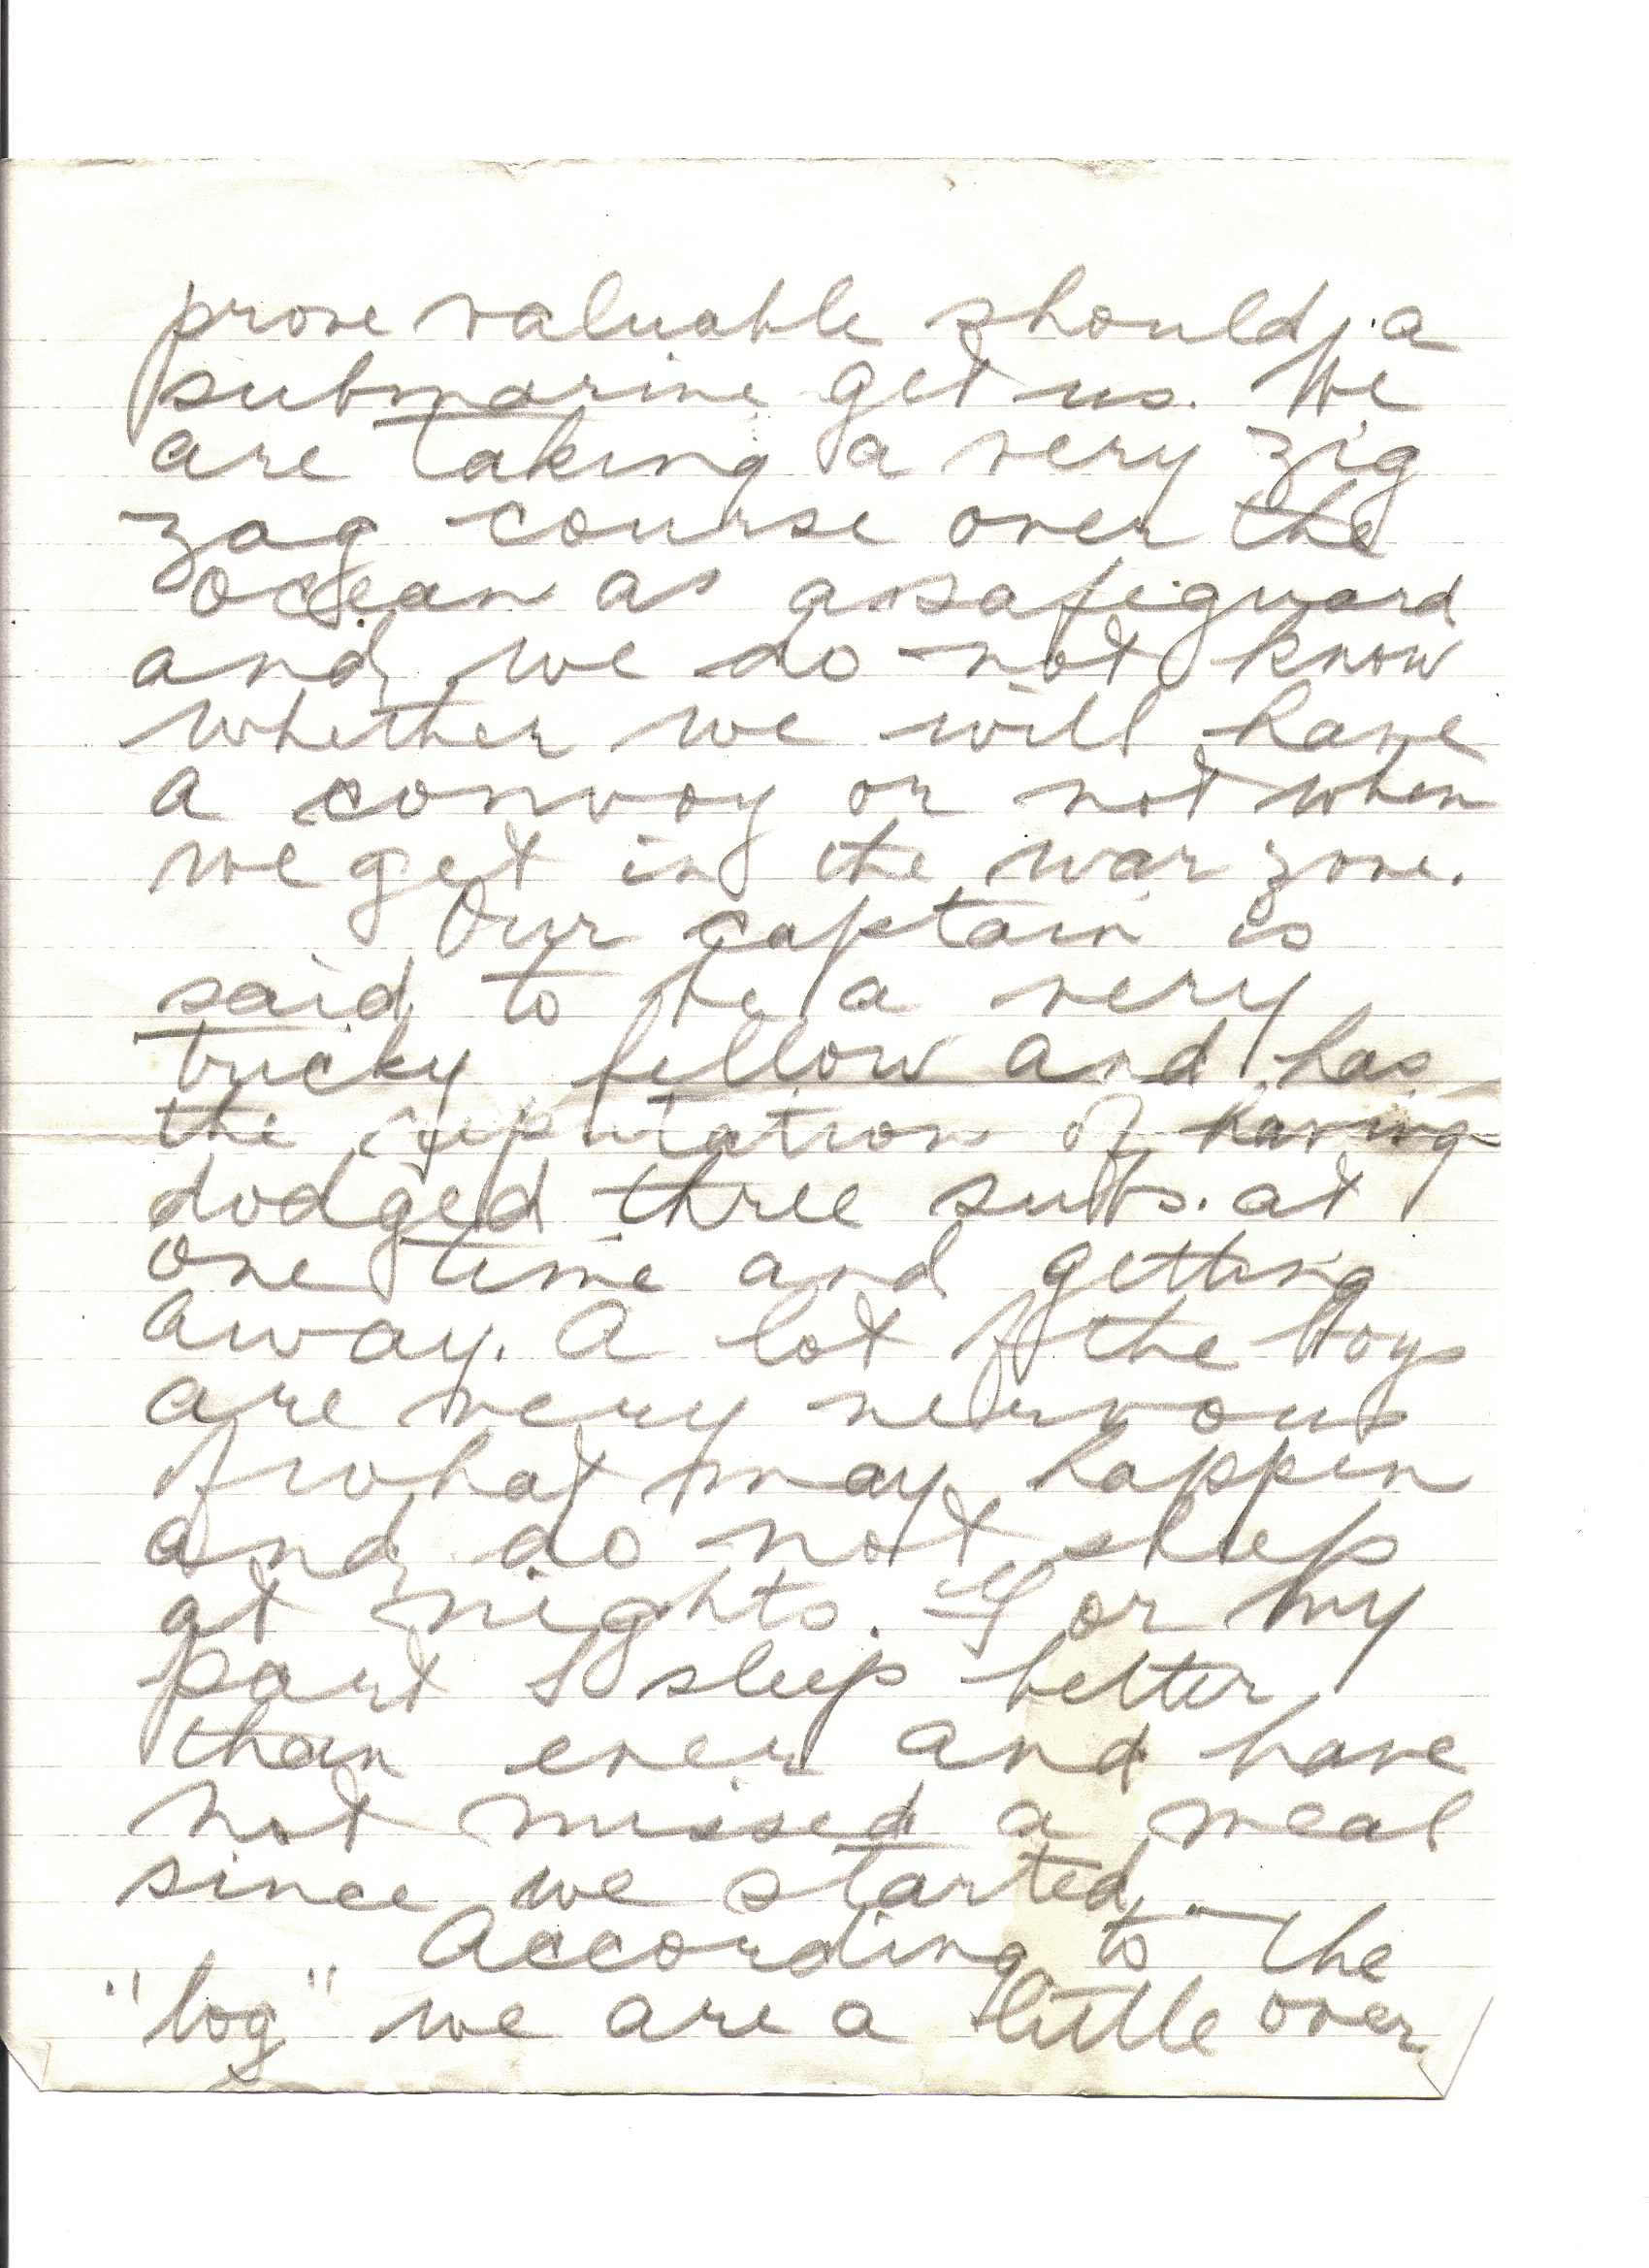 prove valuable should a
submarine get us. We
are taking a very zig
zag course over the
ocean as a safeguard
and we do not know
whether we will have
a convoy or not when
we get in the war zone.
Our captain is
said to be a very
tricky fellow and has
the reputation of having
dodged three subs. at
one time and getting
away. A lot of the boys
are very nervous
of what may happen
and do not sleep
at nights. For my
part I sleep better
than ever and have
not missed a meal
since we started.
According to the
"log" we are a little over